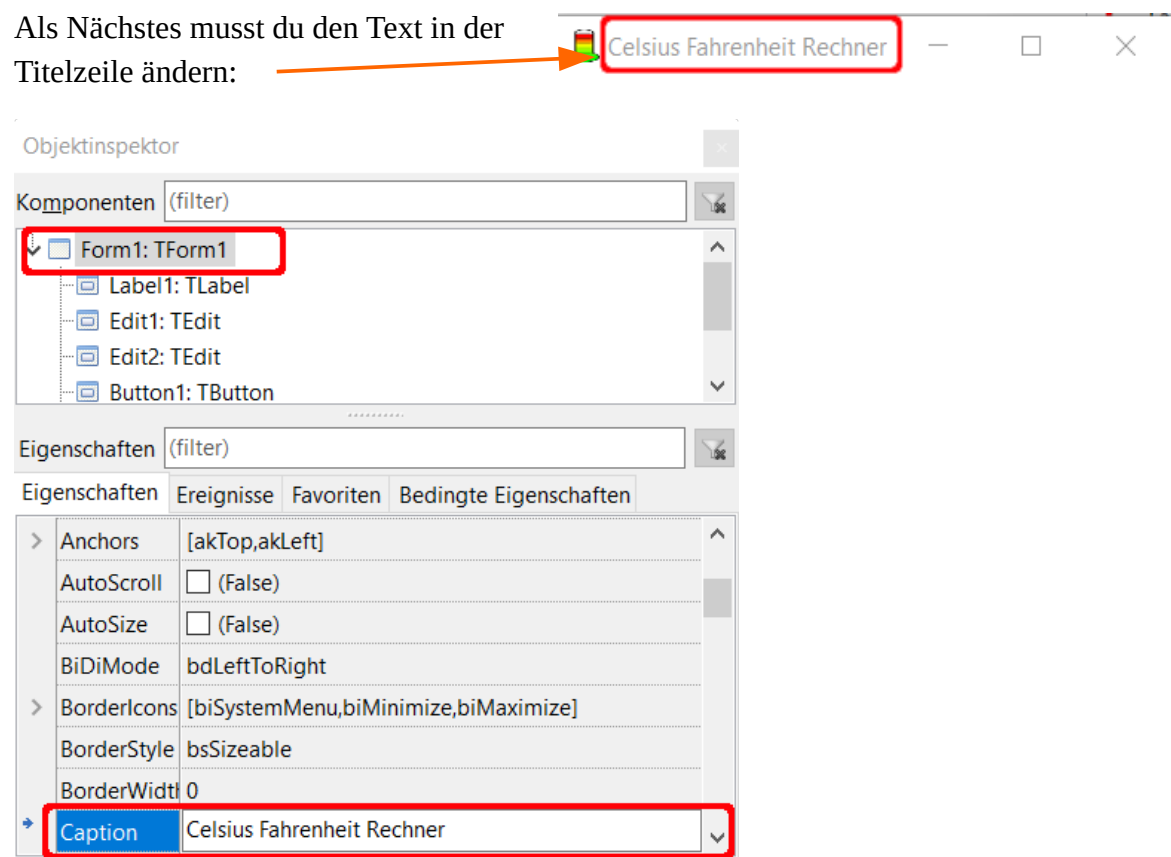 Als Nächstes musst du den Text in der
Titelzeile ändern:
Celsius Fahrenheit Rechner
Objektinspektor
Komponenten (filter)
Form1: TForm1
Label1: TLabel
Edit1: TEdit
Edit2: TEdit
Button1: TButton
Eigenschaften (filter)
Eigenschaften Ereignisse Favoriten Bedingte Eigenschaften
Anchors [akTop,akLeft]
AutoScroll (False)
AutoSize (False)
BiDiMode bdLeftToRight
BorderIcons [biSystemMenu,biMinimize,biMaximize]
BorderStyle bsSizeable
BorderWidt 0
Caption Celsius Fahrenheit Rechner